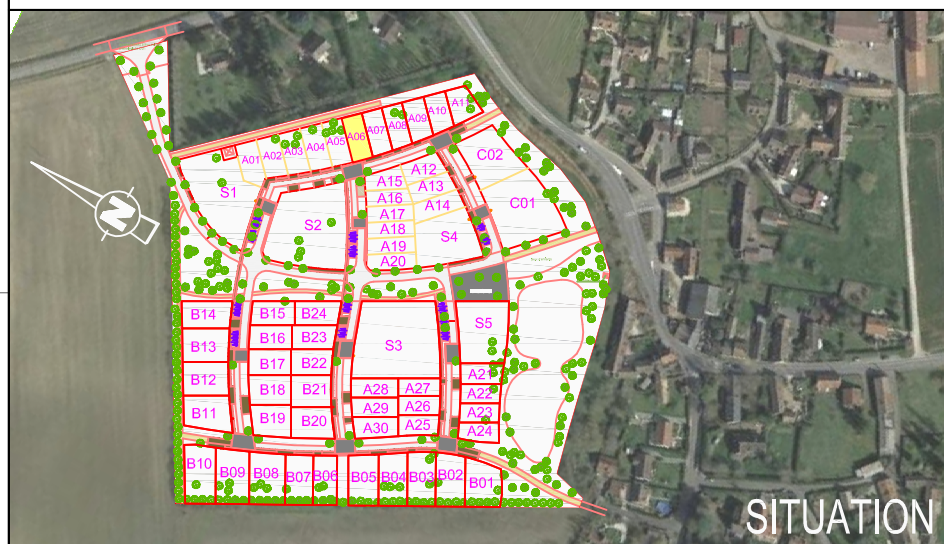 A01 A02 A03 A04 A05 A06 A07 A08 A09 A10 A11
S1
S2
A15 A12
A16 A13
A17 A14
A18
A19 S4
A20
C02
C01
B14 B15 B24
B13 B16 B23
B12 B17 B22
B11 B18 B21
B19 B20
S3
A28 A27
A29 A26
A30 A25
S5
A21
A22
A23
A24
B10 B09 B08 B07 B06 B05 B04 B03 B02 B01
N
SITUATION